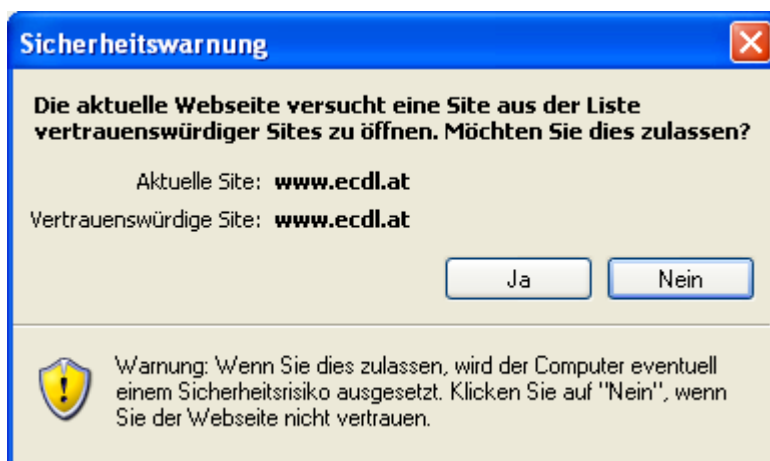 Sicherheitswarnung
Die aktuelle Webseite versucht eine Site aus der Liste
vertrauenswürdiger Sites zu öffnen. Möchten Sie dies zulassen?
Aktuelle Site: www.ecdl.at
Vertrauenswürdige Site: www.ecdl.at
Ja Nein
Warnung: Wenn Sie dies zulassen, wird der Computer eventuell
einem Sicherheitsrisiko ausgesetzt. Klicken Sie auf "Nein", wenn
Sie der Webseite nicht vertrauen.